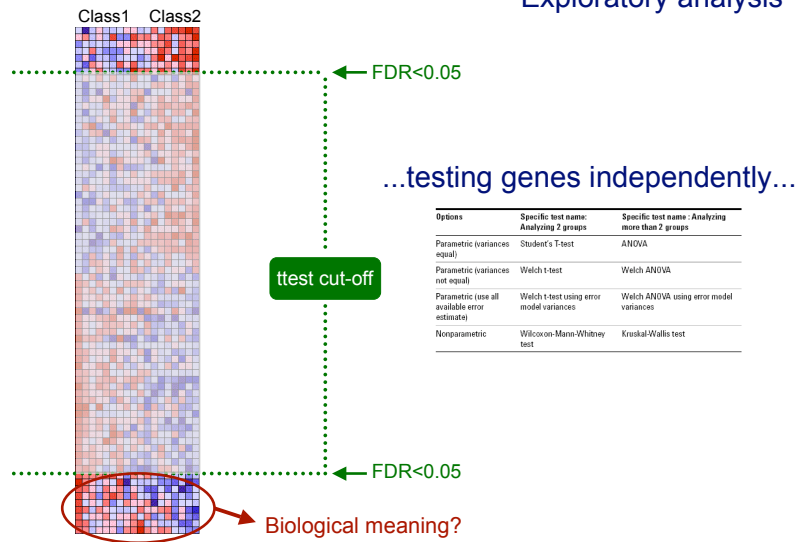 Exploratory analysis
Class1 Class2
FDR<0.05
...testing genes independently...
Options Specific test name: Specific test name : Analyzing
Analyzing 2 groups more than 2 groups
Parametric (variances Student's T-test ANOVA
equal)
Parametric (variances Welch t-test Welch ANOVA
not equal)
Parametric (use all Welch t-test using error Welch ANOVA using error model
available error model variances variances
estimate)
Nonparametric Wilcoxon-Mann-Whitney Kruskal-Wallis test
test
ttest cut-off
FDR<0.05
Biological meaning?